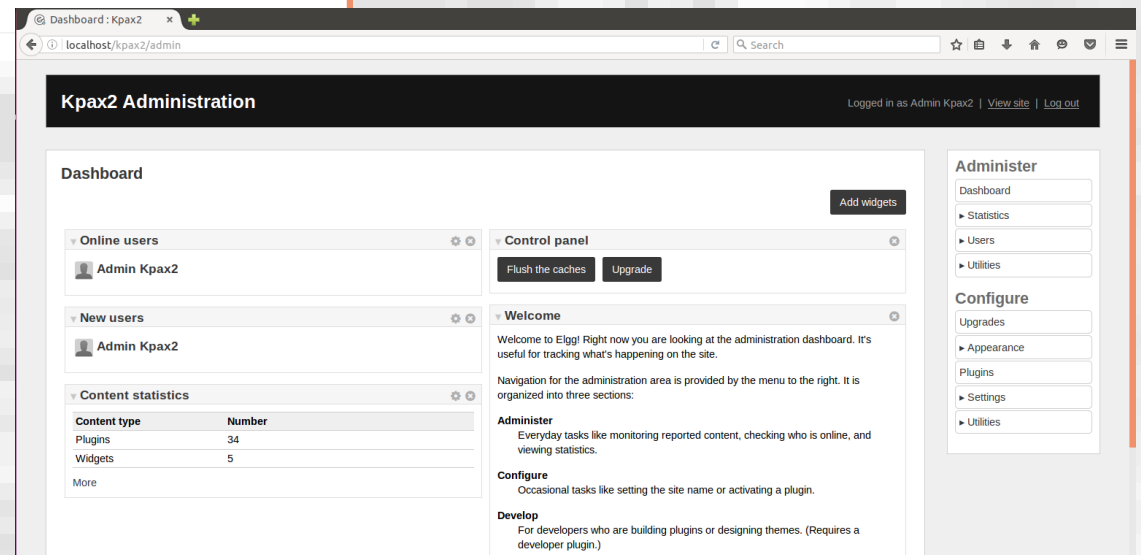 Dashboard : Kpax2
localhost/kpax2/admin
Search
Kpax2 Administration
Logged in as Admin Kpax2 | View site | Log out
Dashboard
Add widgets
Online users
Admin Kpax2
New users
Admin Kpax2
Content statistics
Content type Number
Plugins 34
Widgets 5
More
Control panel
Flush the caches Upgrade
Welcome
Welcome to Elgg! Right now you are looking at the administration dashboard. It's
useful for tracking what's happening on the site.
Navigation for the administration area is provided by the menu to the right. It is
organized into three sections:
Administer
Everyday tasks like monitoring reported content, checking who is online, and
viewing statistics.
Configure
Occasional tasks like setting the site name or activating a plugin.
Develop
For developers who are building plugins or designing themes. (Requires a
developer plugin.)
Administer
Dashboard
Statistics
Users
Utilities
Configure
Upgrades
Appearance
Plugins
Settings
Utilities